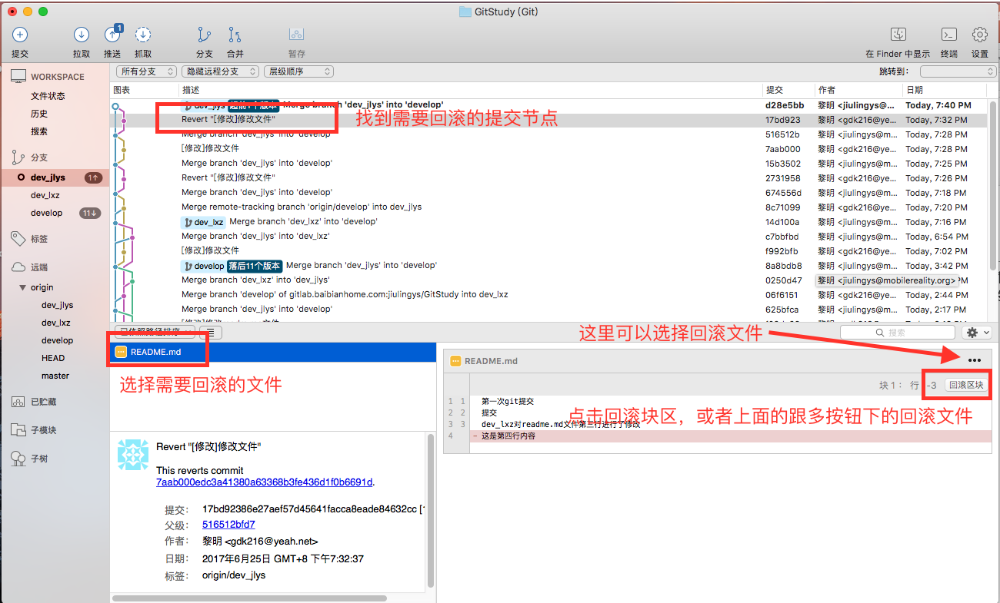 GitStudy (Git)
1
提交 拉取 推送 抓取 分支 合并 暂存 在 Finder 中显示 终端 设置
所有分支 隐藏远程分支 层级顺序 跳转到：
图表 描述 提交 作者 日期
WORKSPACE
文件状态
历史
搜索
分支
dev_jlys 1↑
dev_lxz
develop 11↓
标签
远端
origin
dev_jlys
dev_lxz
develop
HEAD
master
已贮藏
子模块
子树
dev_jlys 超前1个版本 Merge branch 'dev_jlys' into 'develop' d28e5bb 黎明 <jiulingys@... Today, 7:40 PM
Revert "[修改]修改文件" 17bd923 黎明 <gdk216@ye... Today, 7:32 PM
找到需要回滚的提交节点
Merge branch 'dev_jlys' into 'develop' 516512b 黎明 <jiulingys@m... Today, 7:28 PM
[修改]修改文件 7aab000 黎明 <gdk216@ye... Today, 7:28 PM
Merge branch 'dev_jlys' into 'develop' 15b3502 黎明 <jiulingys@m... Today, 7:25 PM
Revert "[修改]修改文件" 2731958 黎明 <gdk216@ye... Today, 7:26 PM
Merge branch 'dev_jlys' into 'develop' 674556d 黎明 <jiulingys@m... Today, 7:18 PM
Merge remote-tracking branch 'origin/develop' into dev_jlys 8c71099 黎明 <gdk216@ye... Today, 7:20 PM
dev_lxz Merge branch 'dev_lxz' into 'develop' 14d100a 黎明 <jiulingys@m... Today, 7:16 PM
Merge branch 'dev_jlys' into 'dev_lxz' c7bbfbd 黎明 <jiulingys@m... Today, 6:54 PM
[修改]修改文件 f992bfb 黎明 <gdk216@ye... Today, 7:02 PM
develop 落后11个版本 Merge branch 'dev_jlys' into 'develop' 8a8bdb8 黎明 <jiulingys@m... Today, 3:42 PM
Merge branch 'dev_lxz' into 'dev_jlys' 0250d47 黎明 <jiulingys@mobilereality.org> PM
Merge branch 'develop' of gitlab.baibianhome.com:jiulingys/GitStudy into dev_lxz 06f6151 黎明 <gdk216@ye... Today, 2:44 PM
Merge branch 'dev_jlys' into 'develop' 625bfca 黎明 <jiulingys@m... Today, 2:17 PM
已依照路径排序
搜索
这里可以选择回滚文件
README.md
选择需要回滚的文件
README.md
块 1： 行 -3 回滚区块
1 1 第一次git提交
2 2 提交
3 3 dev_lxz对readme.md文件第三行进行了修改
4 - 这是第四行内容
点击回滚块区，或者上面的跟多按钮下的回滚文件
Revert "[修改]修改文件"
This reverts commit
7aab000edc3a41380a63368b3fe436d1f0b6691d.
提交： 17bd92386e27aef57d45641facca8eade84632cc [
父级： 516512bfd7
作者： 黎明 <gdk216@yeah.net>
日期： 2017年6月25日 GMT+8 下午7:32:37
标签： origin/dev_jlys